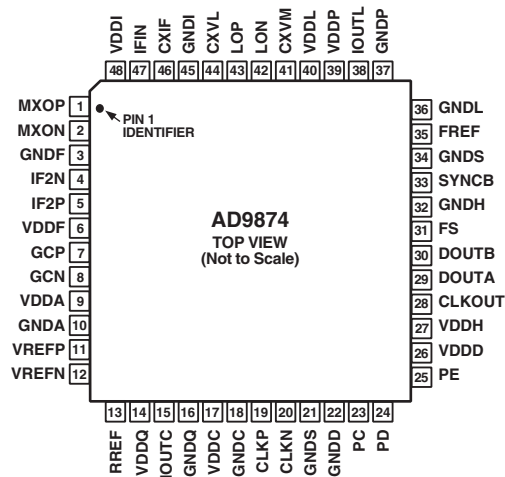 VDDI
IFIN
CXIF
GNDI
CXVL
LOP
LON
CXVM
VDDL
VDDP
IOUTL
GNDP
48 47 46 45 44 43 42 41 40 39 38 37
MXOP 1
MXON 2
GNDF 3
IF2N 4
IF2P 5
VDDF 6
GCP 7
GCN 8
VDDA 9
GNDA 10
VREFP 11
VREFN 12
PIN 1
IDENTIFIER
AD9874
TOP VIEW
(Not to Scale)
36 GNDL
35 FREF
34 GNDS
33 SYNCB
32 GNDH
31 FS
30 DOUTB
29 DOUTA
28 CLKOUT
27 VDDH
26 VDDD
25 PE
13 14 15 16 17 18 19 20 21 22 23 24
RREF
VDDQ
IOUTC
GNDQ
VDDC
GNDC
CLKP
CLKN
GNDS
GNDD
PC
PD